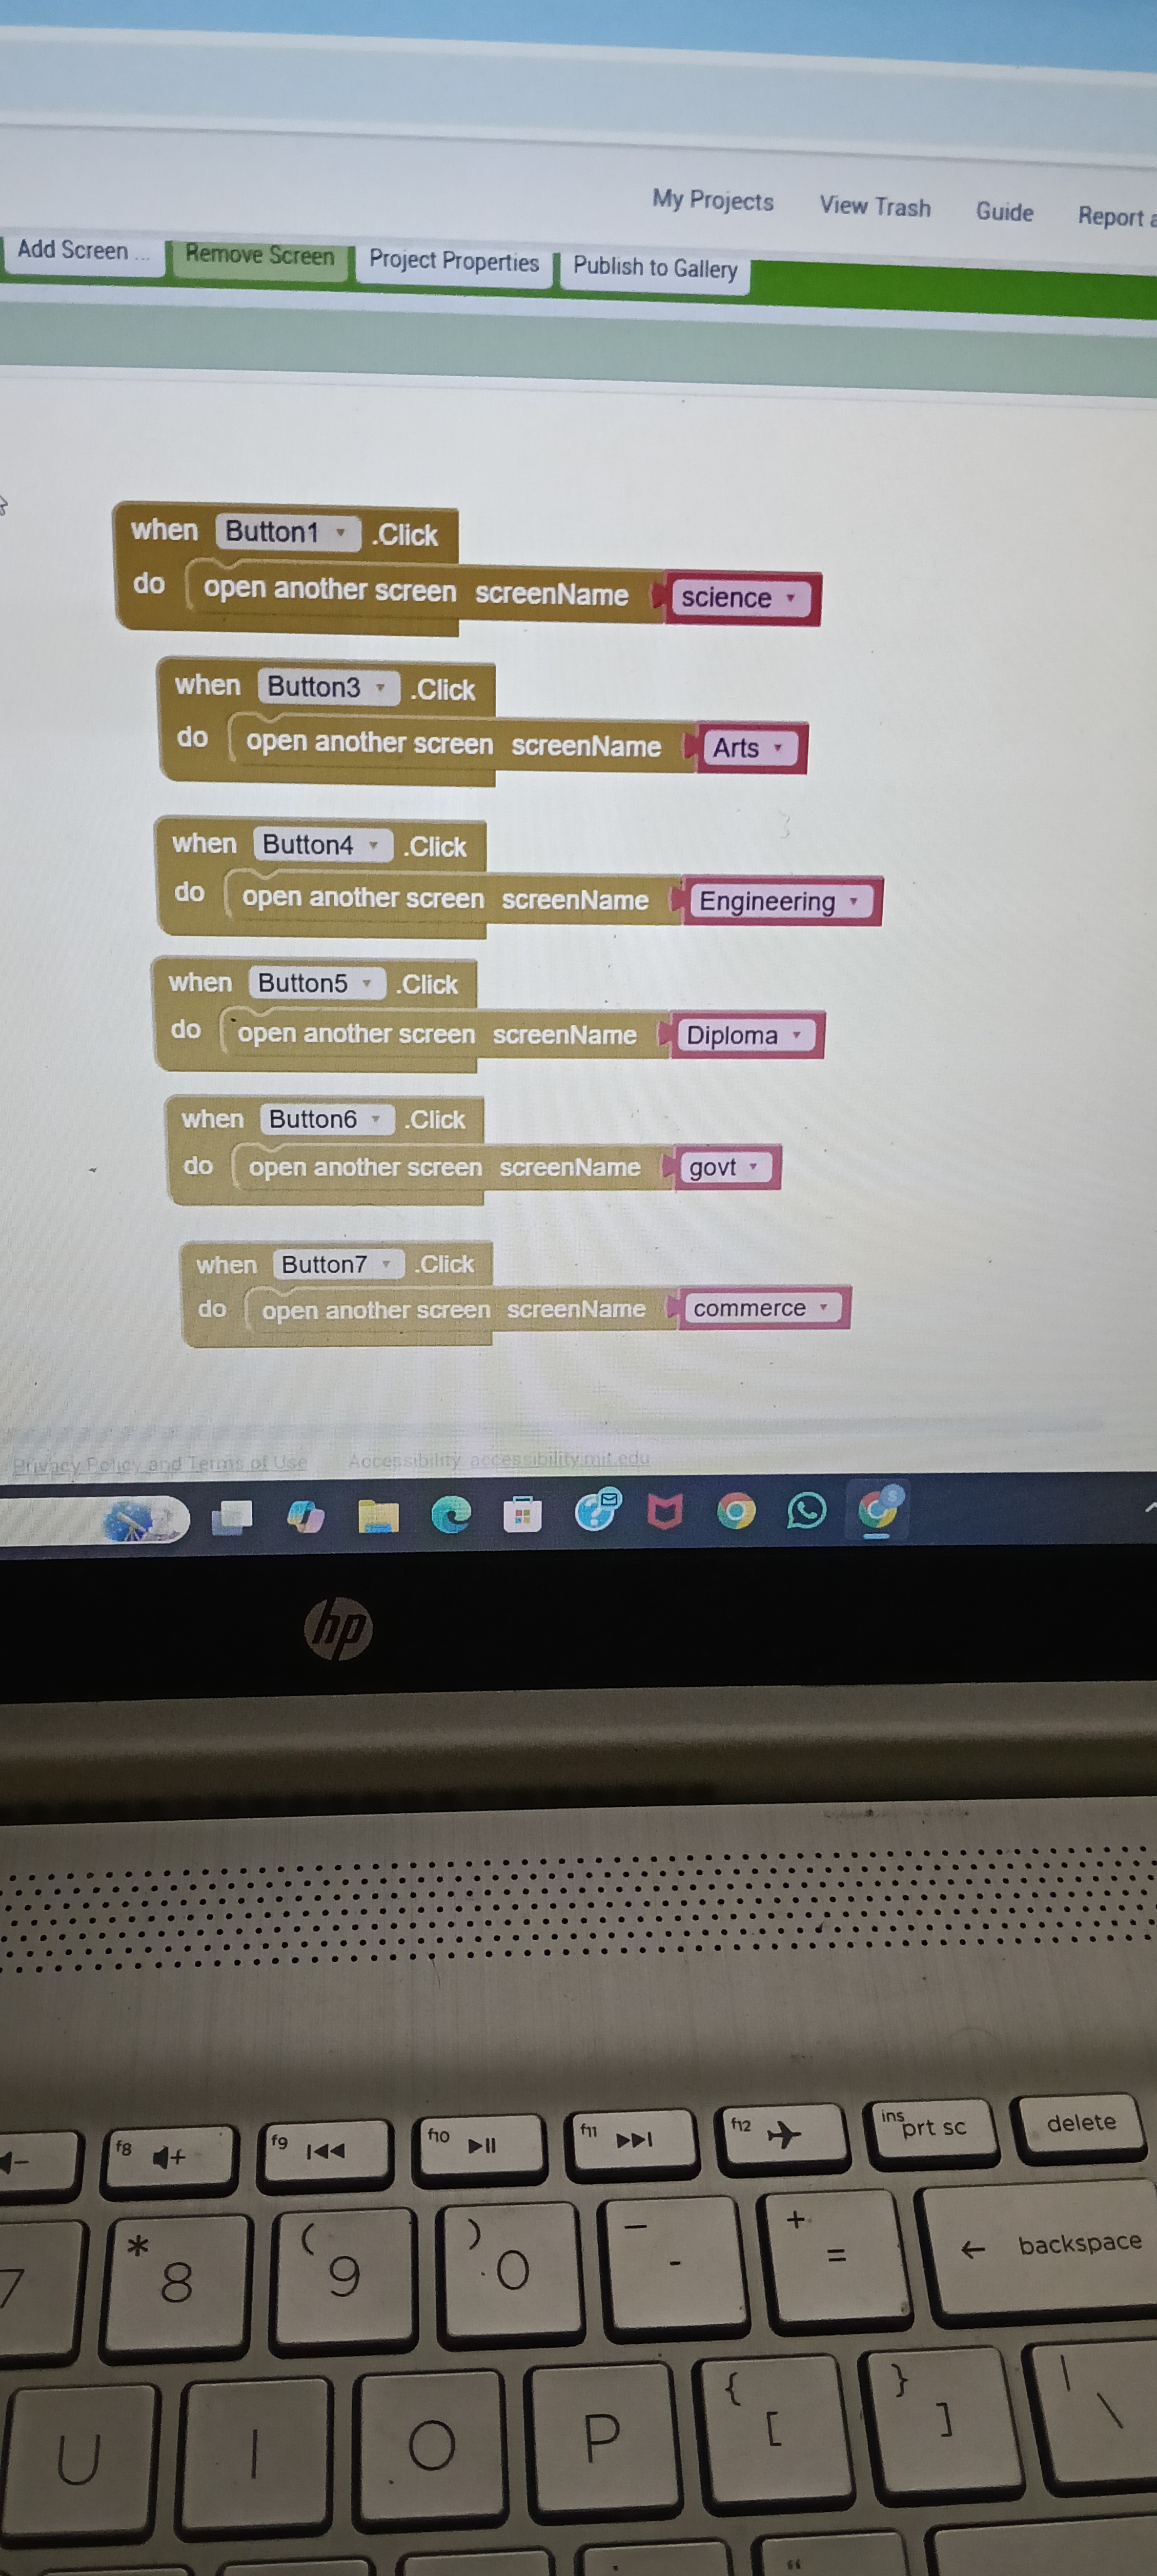 My Projects View Trash Guide Report
Add Screen ... Remove Screen Project Properties Publish to Gallery
when Button1 .Click
do open another screen screenName science
when Button3 .Click
do open another screen screenName Arts
when Button4 .Click
do open another screen screenName Engineering
when Button5 .Click
do open another screen screenName Diploma
when Button6 .Click
do open another screen screenName govt
when Button7 .Click
do open another screen screenName commerce
Privacy Policy and Terms of Use Accessibility accessibility.mit.edu
S
hp
f8 f9 f10 f11 f12 ins prt sc delete
7 * 8 ( 9 ) 0 _ - + = ← backspace
U I O P { [ } ] | \
"